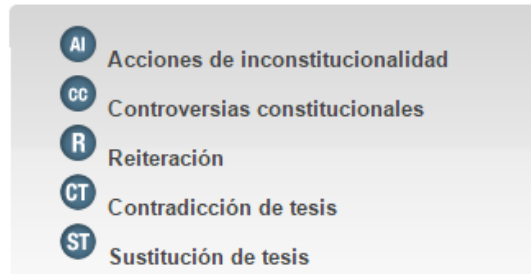 AI Acciones de inconstitucionalidad
CC Controversias constitucionales
R Reiteración
CT Contradicción de tesis
ST Sustitución de tesis